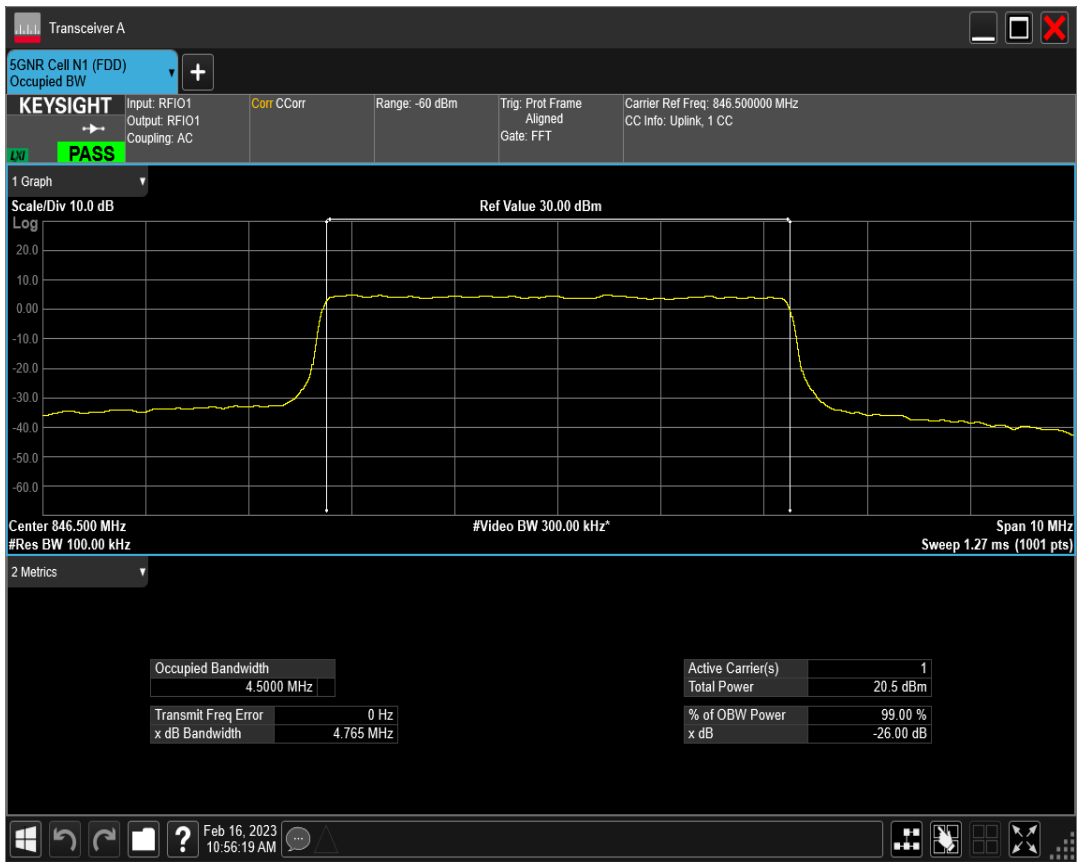 Transceiver A
5GNR Cell N1 (FDD)
Occupied BW
+
KEYSIGHT
LXI
PASS
Input: RFIO1
Output: RFIO1
Coupling: AC
Corr CCorr
Range: -60 dBm
Trig: Prot Frame
Aligned
Gate: FFT
Carrier Ref Freq: 846.500000 MHz
CC Info: Uplink, 1 CC
1 Graph
Scale/Div 10.0 dB
Ref Value 30.00 dBm
Log
20.0
10.0
0.00
-10.0
-20.0
-30.0
-40.0
-50.0
-60.0
Center 846.500 MHz
#Video BW 300.00 kHz*
Span 10 MHz
#Res BW 100.00 kHz
Sweep 1.27 ms (1001 pts)
2 Metrics
Occupied Bandwidth
4.5000 MHz
Transmit Freq Error 0 Hz
x dB Bandwidth 4.765 MHz
Active Carrier(s) 1
Total Power 20.5 dBm
% of OBW Power 99.00 %
x dB -26.00 dB
?
Feb 16, 2023
10:56:19 AM